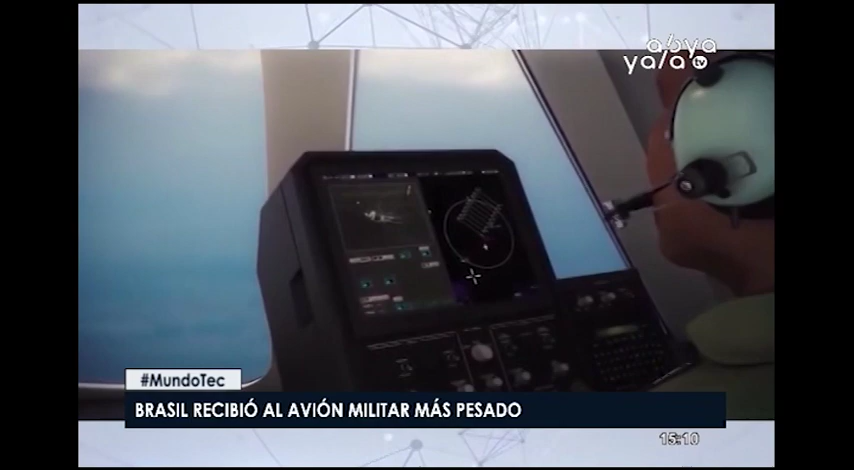 abya
yala tv
#MundoTec
BRASIL RECIBIÓ AL AVIÓN MILITAR MÁS PESADO
15:10